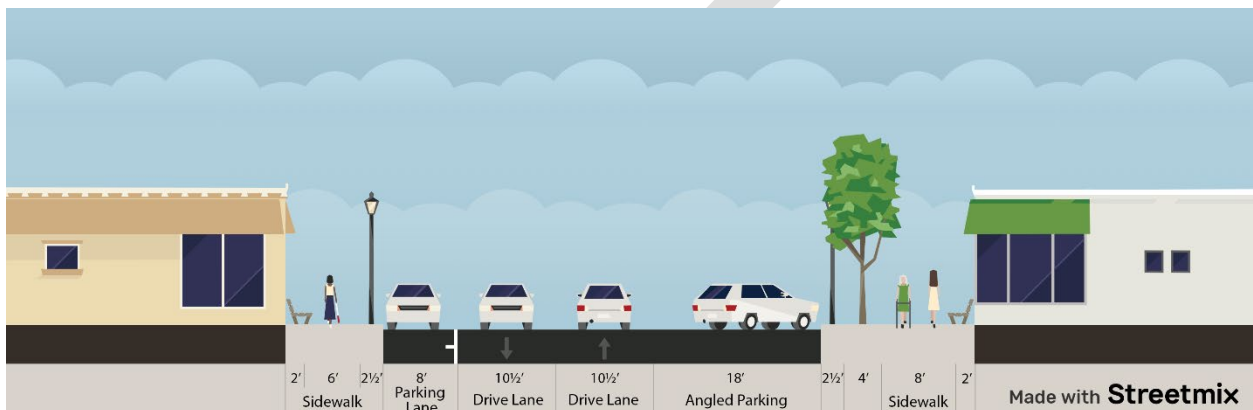 2' 6' 2½' 8' 10½' 10½' 18' 2½' 4' 8' 2'
Sidewalk Parking Lane Drive Lane Drive Lane Angled Parking Sidewalk
Made with Streetmix